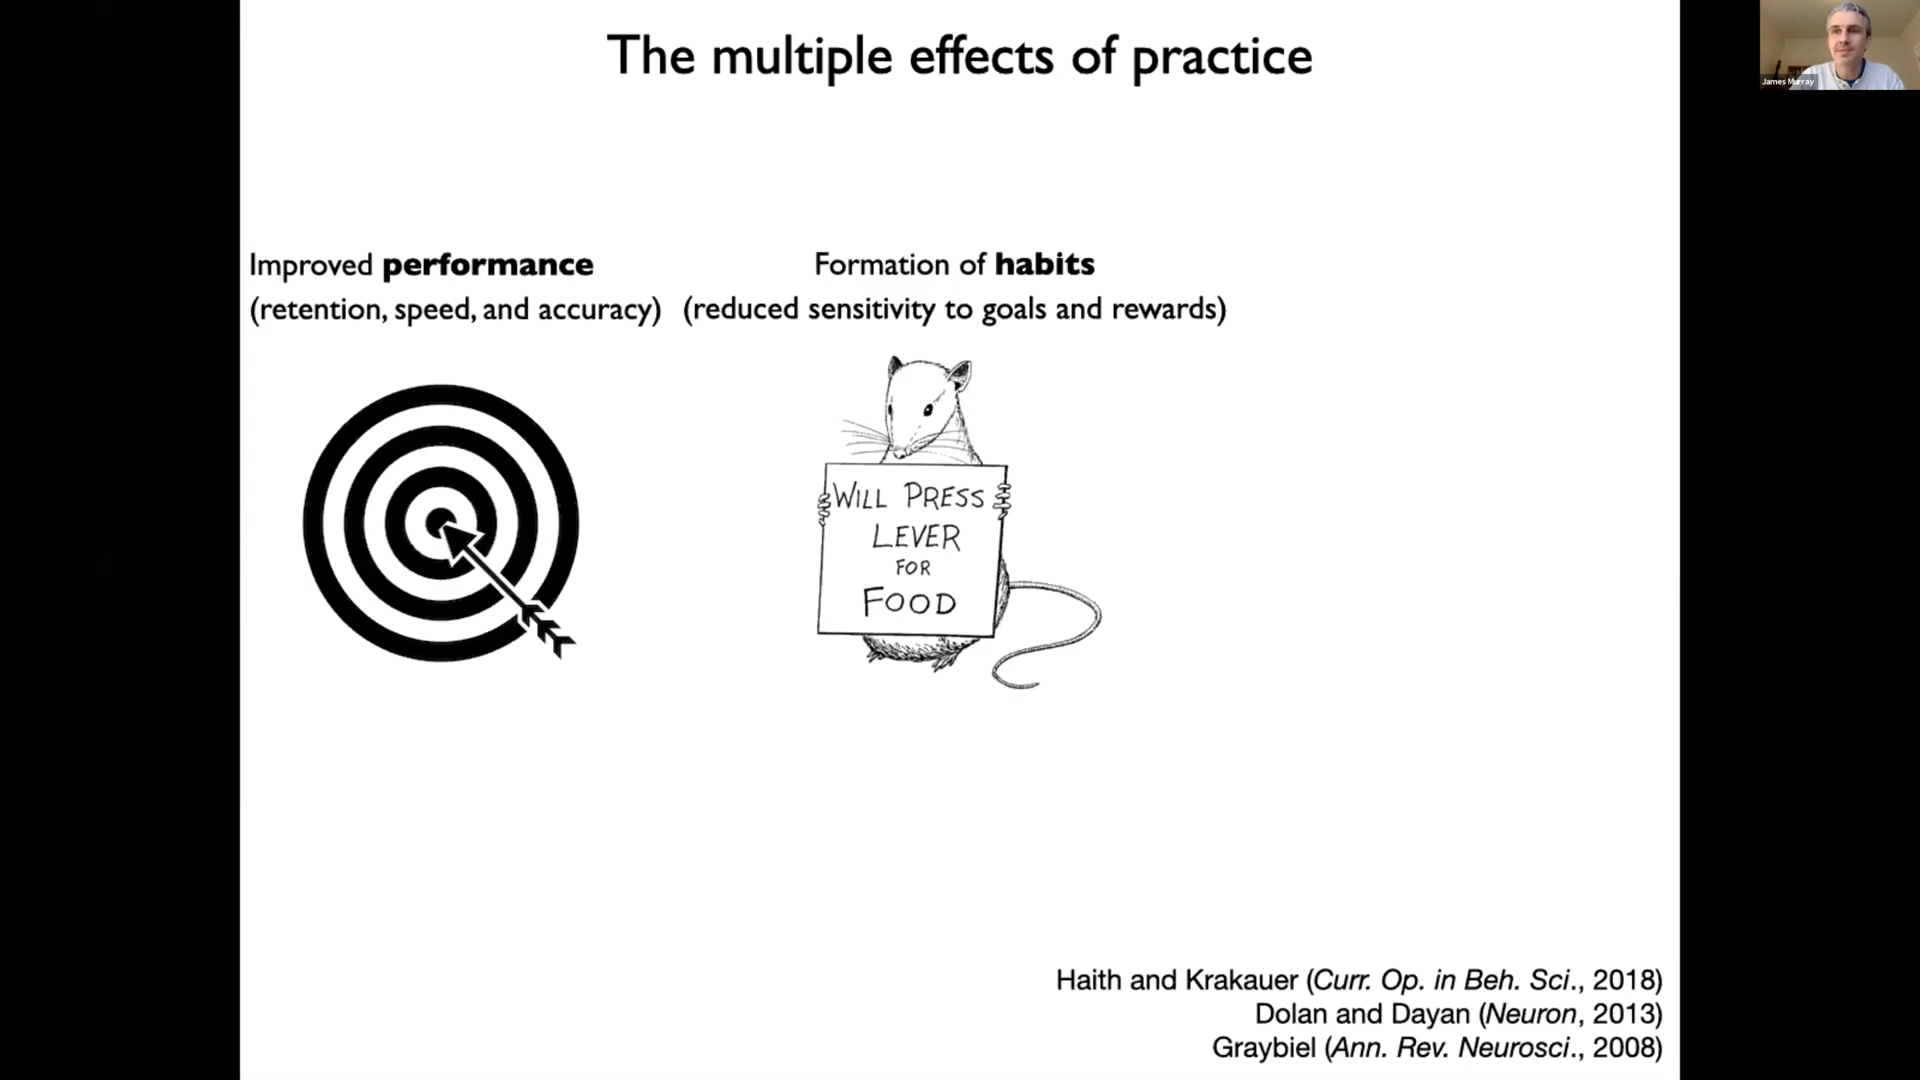 The multiple effects of practice
James Murray
Improved performance
(retention, speed, and accuracy)
Formation of habits
(reduced sensitivity to goals and rewards)
WILL PRESS
LEVER
FOR
FOOD
Haith and Krakauer (Curr. Op. in Beh. Sci., 2018)
Dolan and Dayan (Neuron, 2013)
Graybiel (Ann. Rev. Neurosci., 2008)